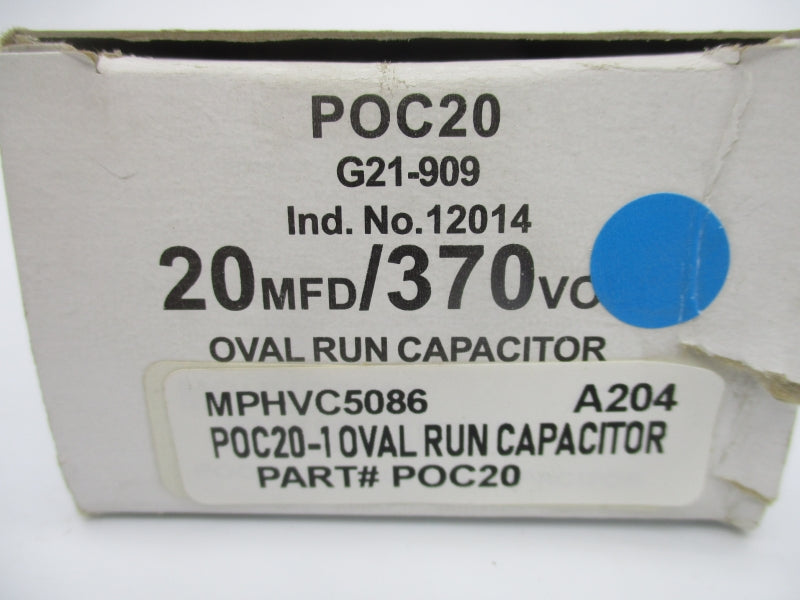 POC20
G21-909
Ind. No.12014
20MFD/370VO
OVAL RUN CAPACITOR
MPHVC5086 A204
POC20-1 OVAL RUN CAPACITOR
PART# POC20